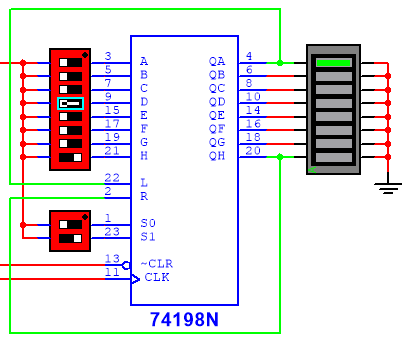 3 A QA 4
5 B QB 6
7 C QC 8
9 D QD 10
15 E QE 14
17 F QF 16
19 G QG 18
21 H QH 20
22 L
2 R
1 S0
23 S1
13 ~CLR
11 CLK
74198N